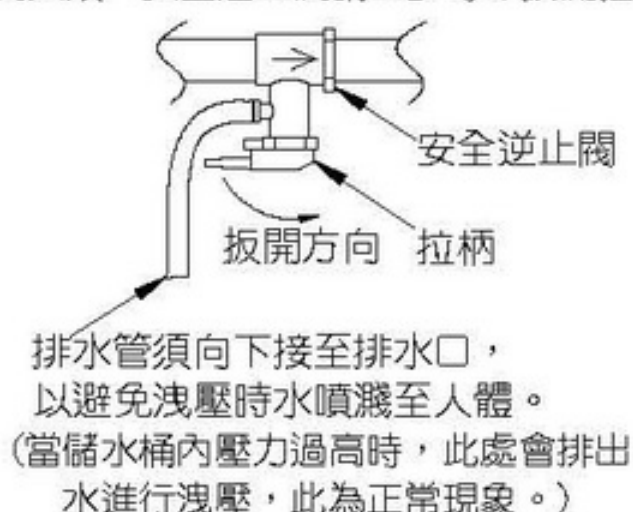 安全逆止閥
扳開方向
拉柄
排水管須向下接至排水口，
以避免洩壓時水噴濺至人體。
(當儲水桶內壓力過高時，此處會排出
水進行洩壓，此為正常現象。)